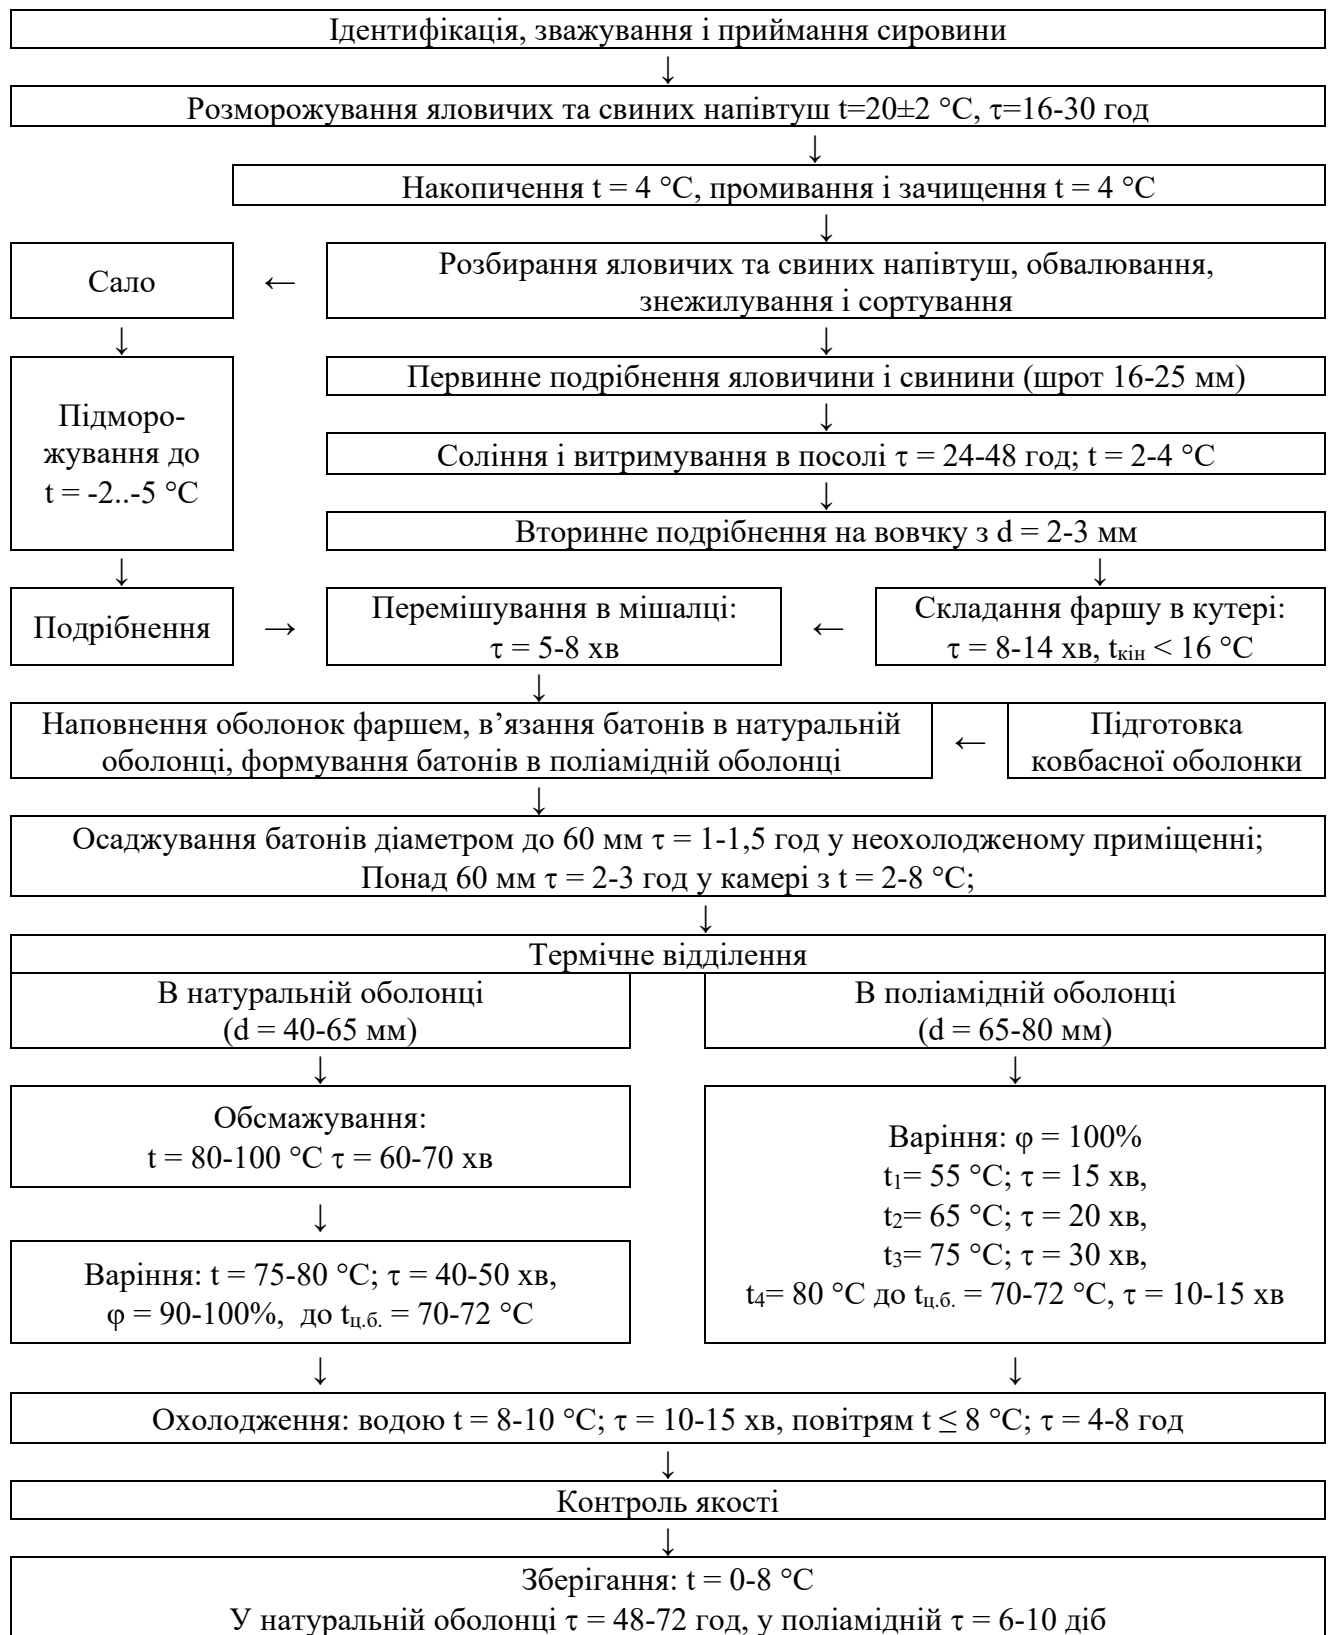 Ідентифікація, зважування і приймання сировини
↓
Розморожування яловичих та свиних напівтуш t=20±2 °С, τ=16-30 год
↓
Накопичення t = 4 °С, промивання і зачищення t = 4 °С
↓
Розбирання яловичих та свиних напівтуш, обвалювання,
знежилування і сортування
←
Сало
↓
Підморо-
жування до
t = -2..-5 °С
↓
Подрібнення
→
↓
Первинне подрібнення яловичини і свинини (шрот 16-25 мм)
↓
Соління і витримування в посолі τ = 24-48 год; t = 2-4 °С
↓
Вторинне подрібнення на вовчку з d = 2-3 мм
↓
Складання фаршу в кутері:
τ = 8-14 хв, tкін < 16 °С
←
Перемішування в мішалці:
τ = 5-8 хв
↓
Наповнення оболонок фаршем, в’язання батонів в натуральній
оболонці, формування батонів в поліамідній оболонці
←
Підготовка
ковбасної оболонки
↓
Осаджування батонів діаметром до 60 мм τ = 1-1,5 год у неохолодженому приміщенні;
Понад 60 мм τ = 2-3 год у камері з t = 2-8 °С;
↓
Термічне відділення
В натуральній оболонці
(d = 40-65 мм)
↓
Обсмажування:
t = 80-100 °С τ = 60-70 хв
↓
Варіння: t = 75-80 °С; τ = 40-50 хв,
φ = 90-100%, до tц.б. = 70-72 °С
↓
В поліамідній оболонці
(d = 65-80 мм)
↓
Варіння: φ = 100%
t1= 55 °С; τ = 15 хв,
t2= 65 °С; τ = 20 хв,
t3= 75 °С; τ = 30 хв,
t4= 80 °С до tц.б. = 70-72 °С, τ = 10-15 хв
↓
Охолодження: водою t = 8-10 °С; τ = 10-15 хв, повітрям t ≤ 8 °С; τ = 4-8 год
↓
Контроль якості
↓
Зберігання: t = 0-8 °С
У натуральній оболонці τ = 48-72 год, у поліамідній τ = 6-10 діб